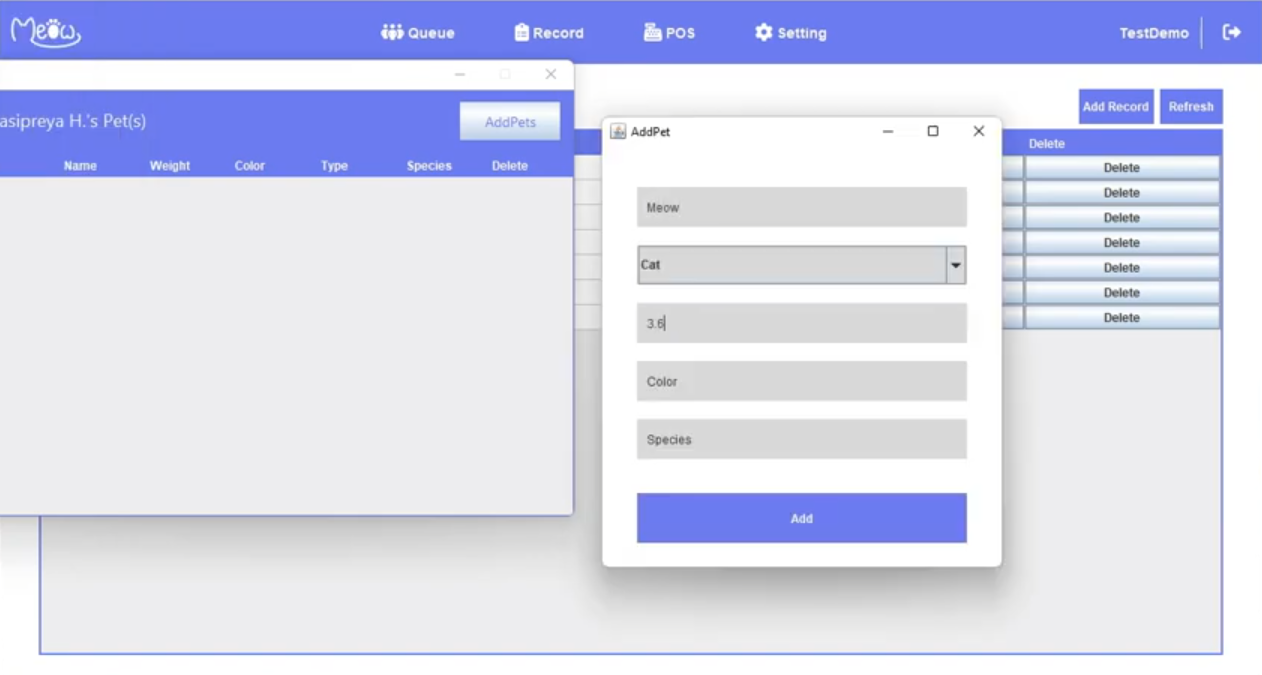 Meow
Queue
Record
POS
Setting
TestDemo
asipreya H.'s Pet(s)
AddPets
Name
Weight
Color
Type
Species
Delete
Add Record
Refresh
Delete
Delete
Delete
Delete
Delete
Delete
Delete
Delete
AddPet
Meow
Cat
3.6
Color
Species
Add